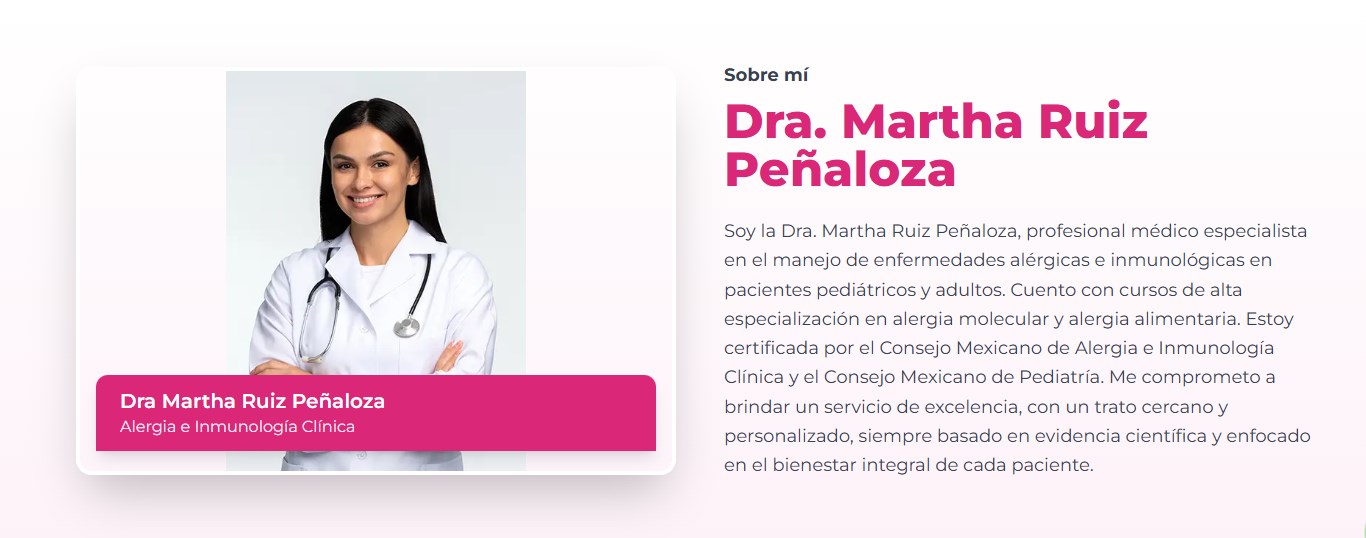 Sobre mí
Dra. Martha Ruiz
Peñaloza
Soy la Dra. Martha Ruiz Peñaloza, profesional médico especialista
en el manejo de enfermedades alérgicas e inmunológicas en
pacientes pediátricos y adultos. Cuento con cursos de alta
especialización en alergia molecular y alergia alimentaria. Estoy
certificada por el Consejo Mexicano de Alergia e Inmunología
Clínica y el Consejo Mexicano de Pediatría. Me comprometo a
brindar un servicio de excelencia, con un trato cercano y
personalizado, siempre basado en evidencia científica y enfocado
en el bienestar integral de cada paciente.
Dra Martha Ruiz Peñaloza
Alergia e Inmunología Clínica